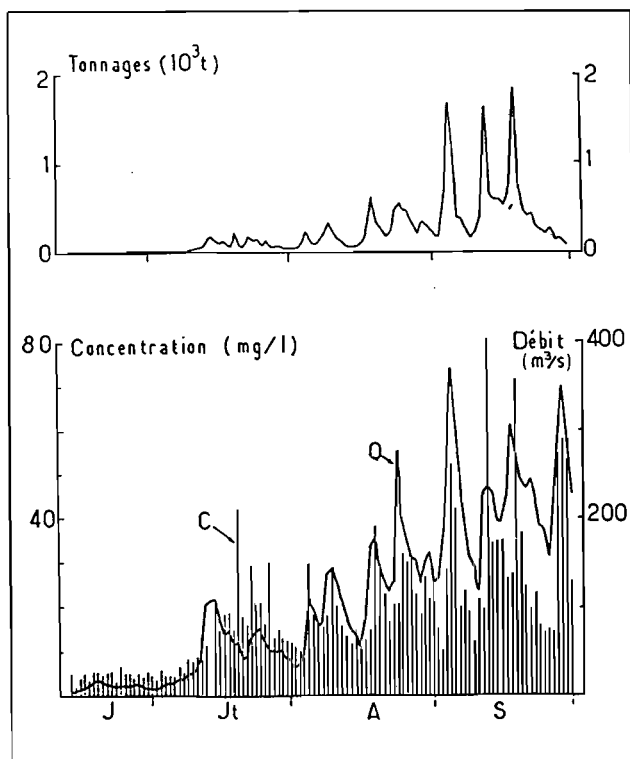 Tonnages (10³t)
2 2
1 1
0 0
80 Concentration (mg/l) Débit 400
(m³/s)
Q
C
40 200
J Jt A S